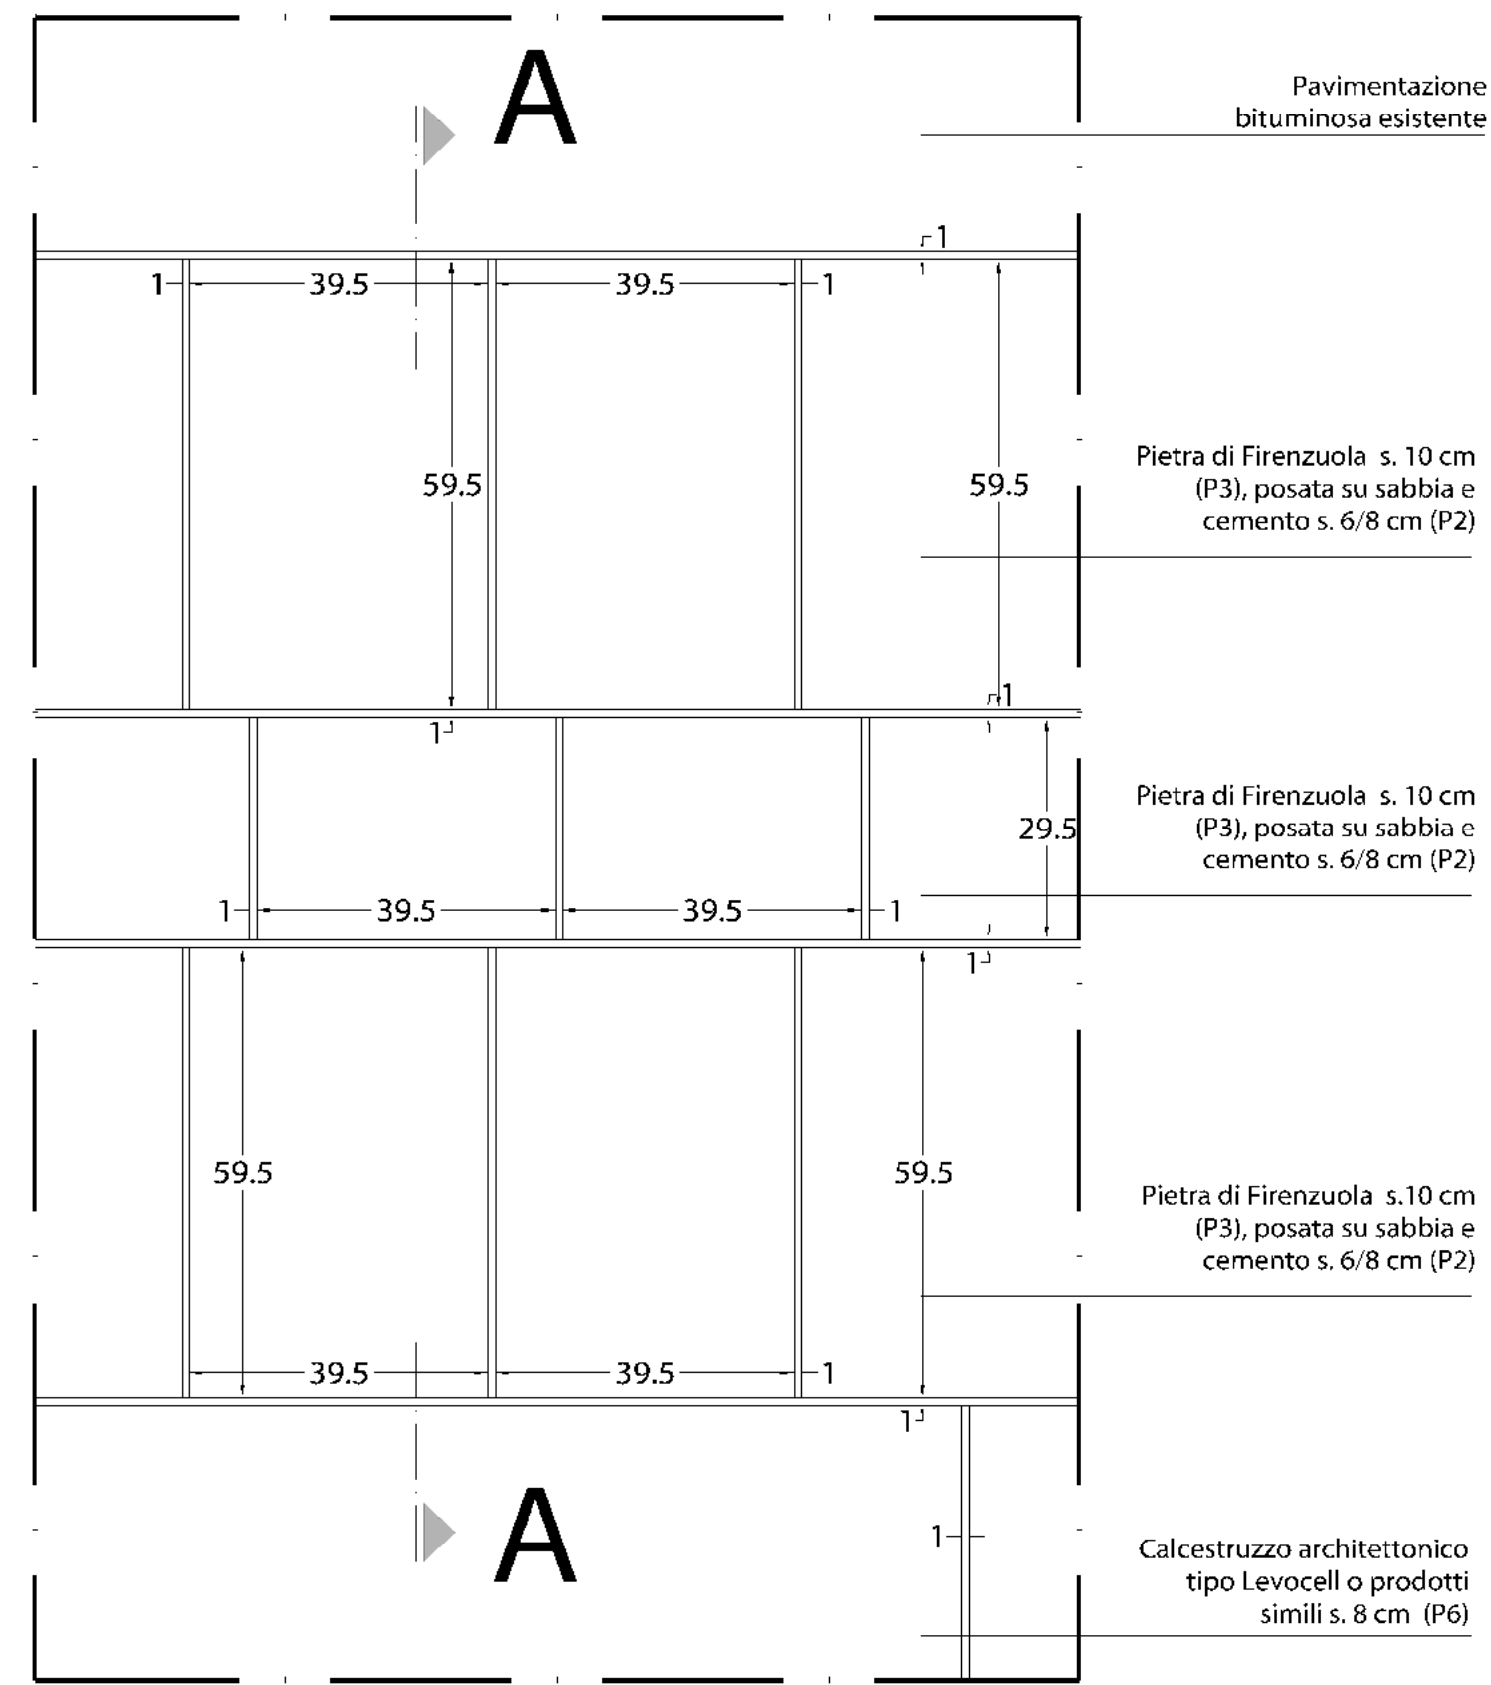 A
Pavimentazione
bituminosa esistente
1
1
39.5
39.5
1
59.5
59.5
Pietra di Firenzuola s. 10 cm
(P3), posata su sabbia e
cemento s. 6/8 cm (P2)
1
1
Pietra di Firenzuola s. 10 cm
(P3), posata su sabbia e
cemento s. 6/8 cm (P2)
29.5
1
39.5
39.5
1
1
59.5
59.5
Pietra di Firenzuola s.10 cm
(P3), posata su sabbia e
cemento s. 6/8 cm (P2)
39.5
39.5
1
1
A
1
Calcestruzzo architettonico
tipo Levocell o prodotti
simili s. 8 cm (P6)